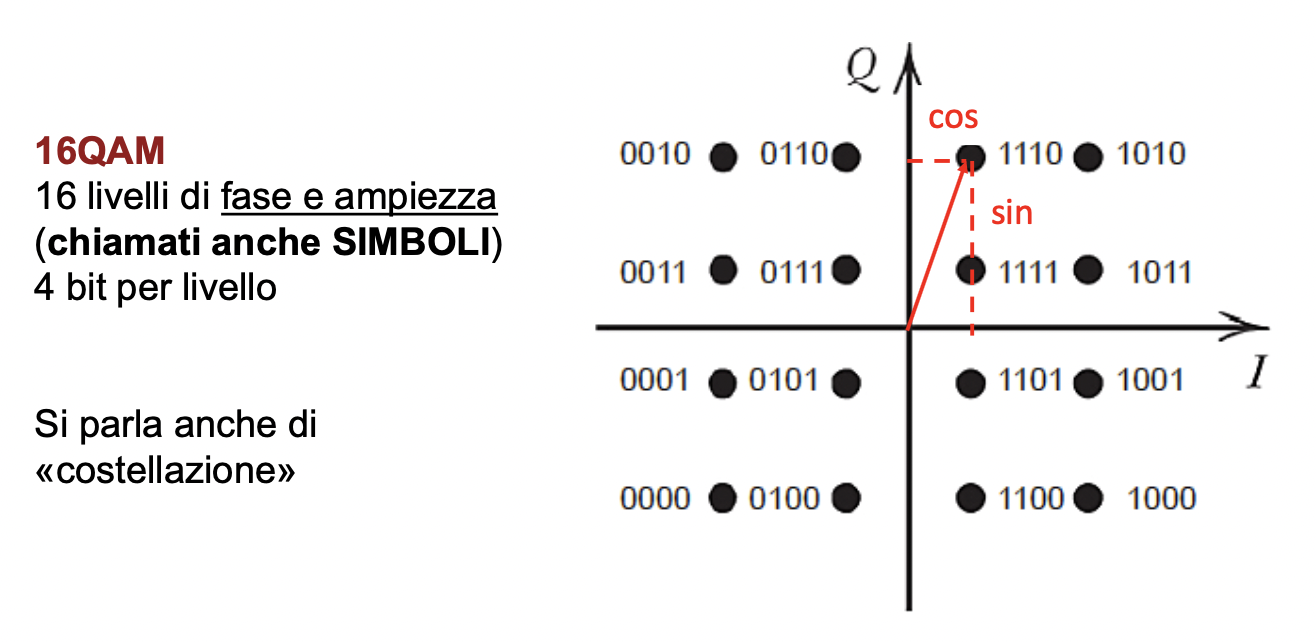 16QAM
16 livelli di fase e ampiezza
(chiamati anche SIMBOLI)
4 bit per livello
Si parla anche di
«costellazione»
Q
cos
0010 0110 1110 1010
sin
0011 0111 1111 1011
I
0001 0101 1101 1001
0000 0100 1100 1000